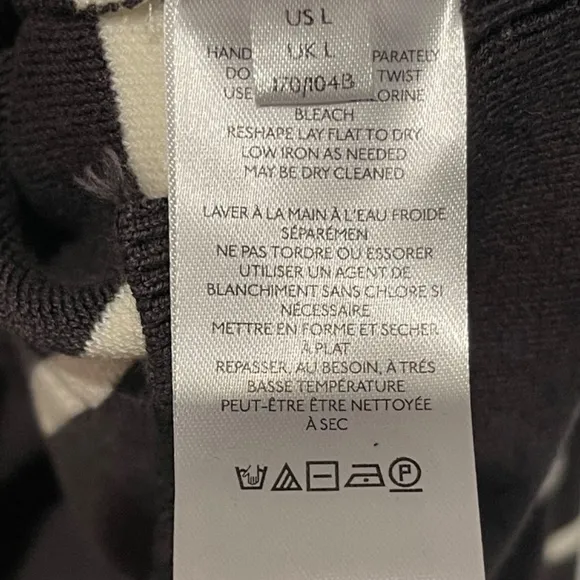 US L
HAND UK L PARATELY
DO 170/104B TWIST
USE ORINE
BLEACH
RESHAPE LAY FLAT TO DRY
LOW IRON AS NEEDED
MAY BE DRY CLEANED
LAVER À LA MAIN À L'EAU FROIDE
SÉPARÉMEN
NE PAS TORDRE OU ESSORER
UTILISER UN AGENT DE
BLANCHIMENT SANS CHLORE SI
NÉCESSAIRE
METTRE EN FORME ET SECHER
A PLAT
REPASSER, AU BESOIN, À TRÉS
BASSE TEMPÉRATURE
PEUT-ÊTRE ÊTRE NETTOYÉE
À SEC
P